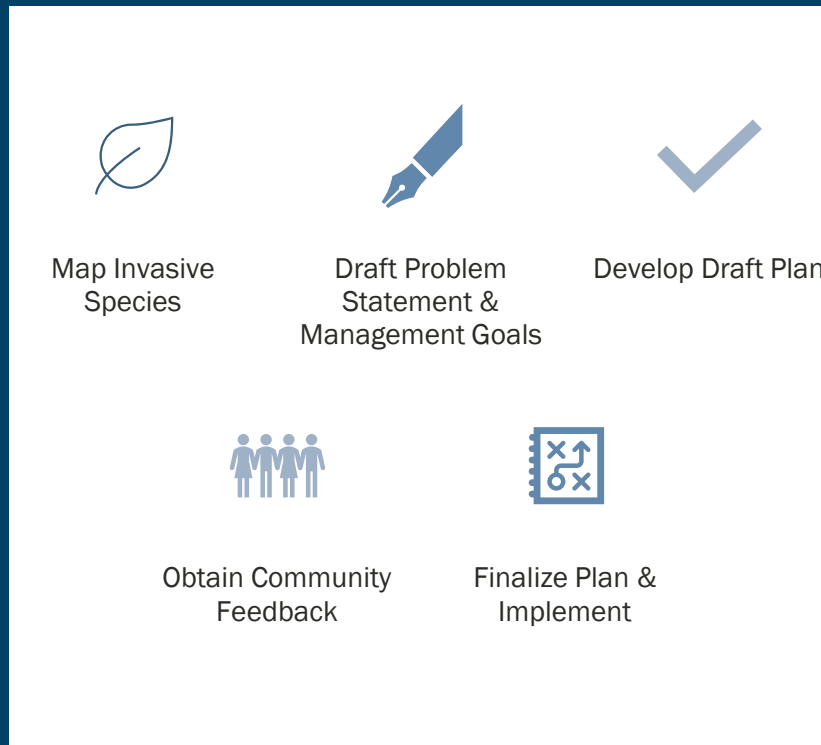 Map Invasive
Species
Draft Problem
Statement &
Management Goals
Develop Draft Plan
Obtain Community
Feedback
Finalize Plan &
Implement